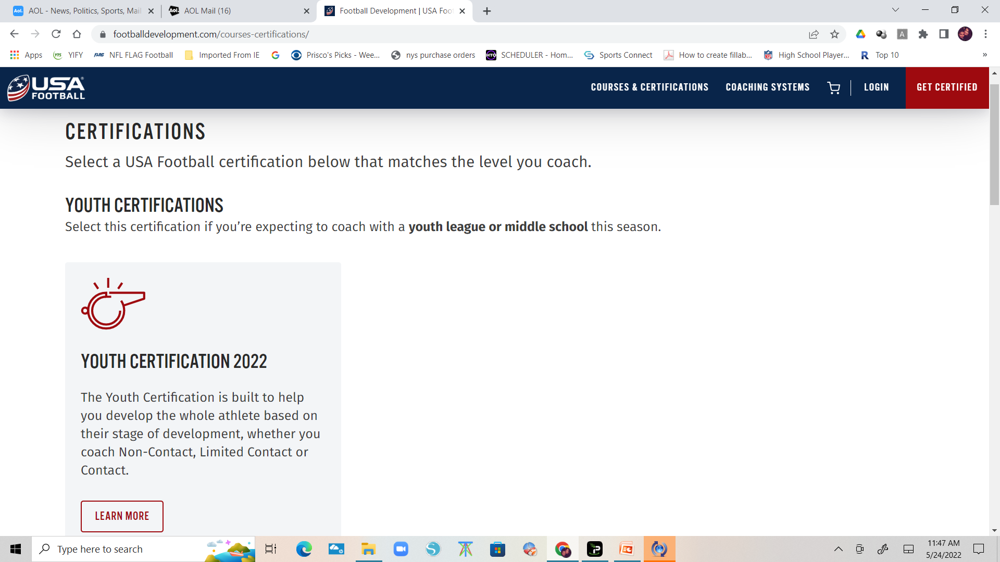 AOL - News, Politics, Sports, Mai
AOL Mail (16)
Football Development | USA Foo
footballdevelopment.com/courses-certifications/
Apps
YIFY
NFL FLAG Football
Imported From IE
Prisco's Picks - Wee...
nys purchase orders
SCHEDULER - Hom...
Sports Connect
How to create fillab...
High School Player...
Top 10
»
USA
FOOTBALL
COURSES & CERTIFICATIONS
COACHING SYSTEMS
LOGIN
GET CERTIFIED
CERTIFICATIONS
Select a USA Football certification below that matches the level you coach.
YOUTH CERTIFICATIONS
Select this certification if you’re expecting to coach with a youth league or middle school this season.
YOUTH CERTIFICATION 2022
The Youth Certification is built to help
you develop the whole athlete based on
their stage of development, whether you
coach Non-Contact, Limited Contact or
Contact.
LEARN MORE
Type here to search
11:47 AM
5/24/2022